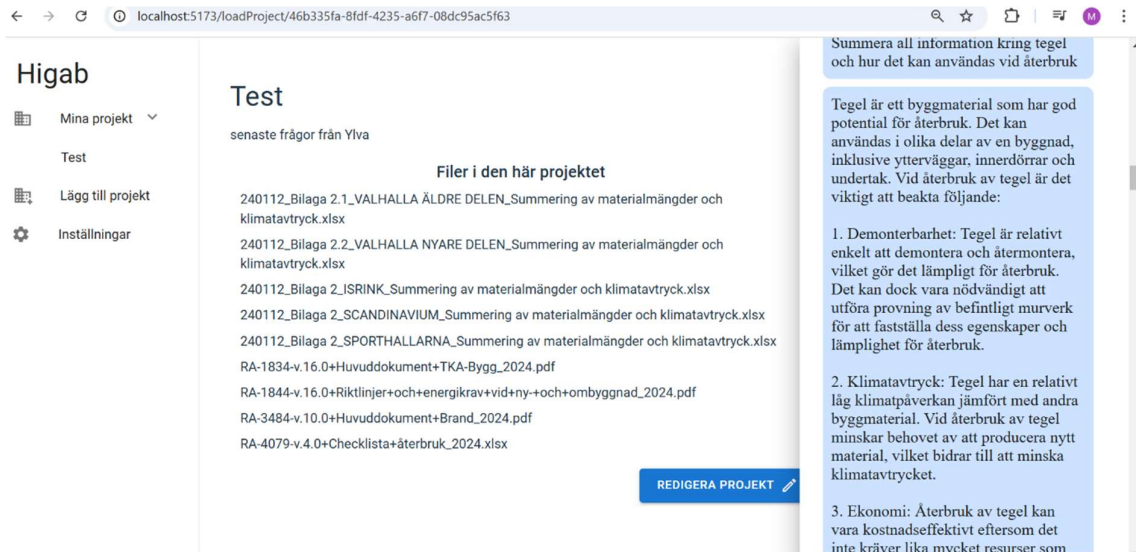 localhost:5173/loadProject/46b335fa-8fdf-4235-a6f7-08dc95ac5f63
M
Higab
Mina projekt
Test
Lägg till projekt
Inställningar
Test
senaste frågor från Ylva
Filer i den här projektet
240112_Bilaga 2.1_VALHALLA ÄLDRE DELEN_Summering av materialmängder och
klimatavtryck.xlsx
240112_Bilaga 2.2_VALHALLA NYARE DELEN_Summering av materialmängder och
klimatavtryck.xlsx
240112_Bilaga 2_ISRINK_Summering av materialmängder och klimatavtryck.xlsx
240112_Bilaga 2_SCANDINAVIUM_Summering av materialmängder och klimatavtryck.xlsx
240112_Bilaga 2_SPORTHALLARNA_Summering av materialmängder och klimatavtryck.xlsx
RA-1834-v.16.0+Huvuddokument+TKA-Bygg_2024.pdf
RA-1844-v.16.0+Riktlinjer+och+energikrav+vid+ny-+och+ombyggnad_2024.pdf
RA-3484-v.10.0+Huvuddokument+Brand_2024.pdf
RA-4079-v.4.0+Checklista+återbruk_2024.xlsx
REDIGERA PROJEKT
Summera all information kring tegel
och hur det kan användas vid återbruk
Tegel är ett byggmaterial som har god
potential för återbruk. Det kan
användas i olika delar av en byggnad,
inklusive ytterväggar, innerdörrar och
undertak. Vid återbruk av tegel är det
viktigt att beakta följande:
1. Demonterbarhet: Tegel är relativt
enkelt att demontera och återmontera,
vilket gör det lämpligt för återbruk.
Det kan dock vara nödvändigt att
utföra provning av befintligt murverk
för att fastställa dess egenskaper och
lämplighet för återbruk.
2. Klimatavtryck: Tegel har en relativt
låg klimatpåverkan jämfört med andra
byggmaterial. Vid återbruk av tegel
minskar behovet av att producera nytt
material, vilket bidrar till att minska
klimatavtrycket.
3. Ekonomi: Återbruk av tegel kan
vara kostnadseffektivt eftersom det
inte kräver lika mycket resurser som